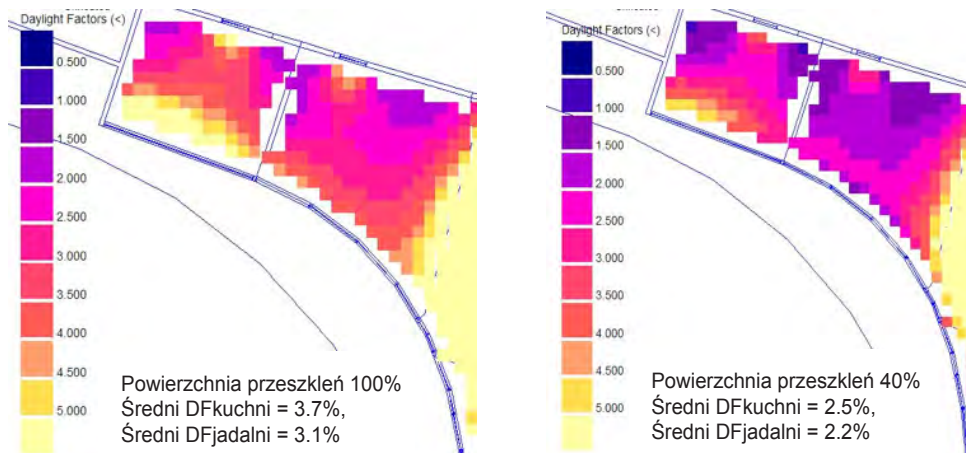 Daylight Factors (<)
0.500
1.000
1.500
2.000
2.500
3.000
3.500
4.000
4.500
5.000
Powierzchnia przeszkleń 100%
Średni DFkuchni = 3.7%,
Średni DFjadalni = 3.1%
Daylight Factors (<)
0.500
1.000
1.500
2.000
2.500
3.000
3.500
4.000
4.500
5.000
Powierzchnia przeszkleń 40%
Średni DFkuchni = 2.5%,
Średni DFjadalni = 2.2%